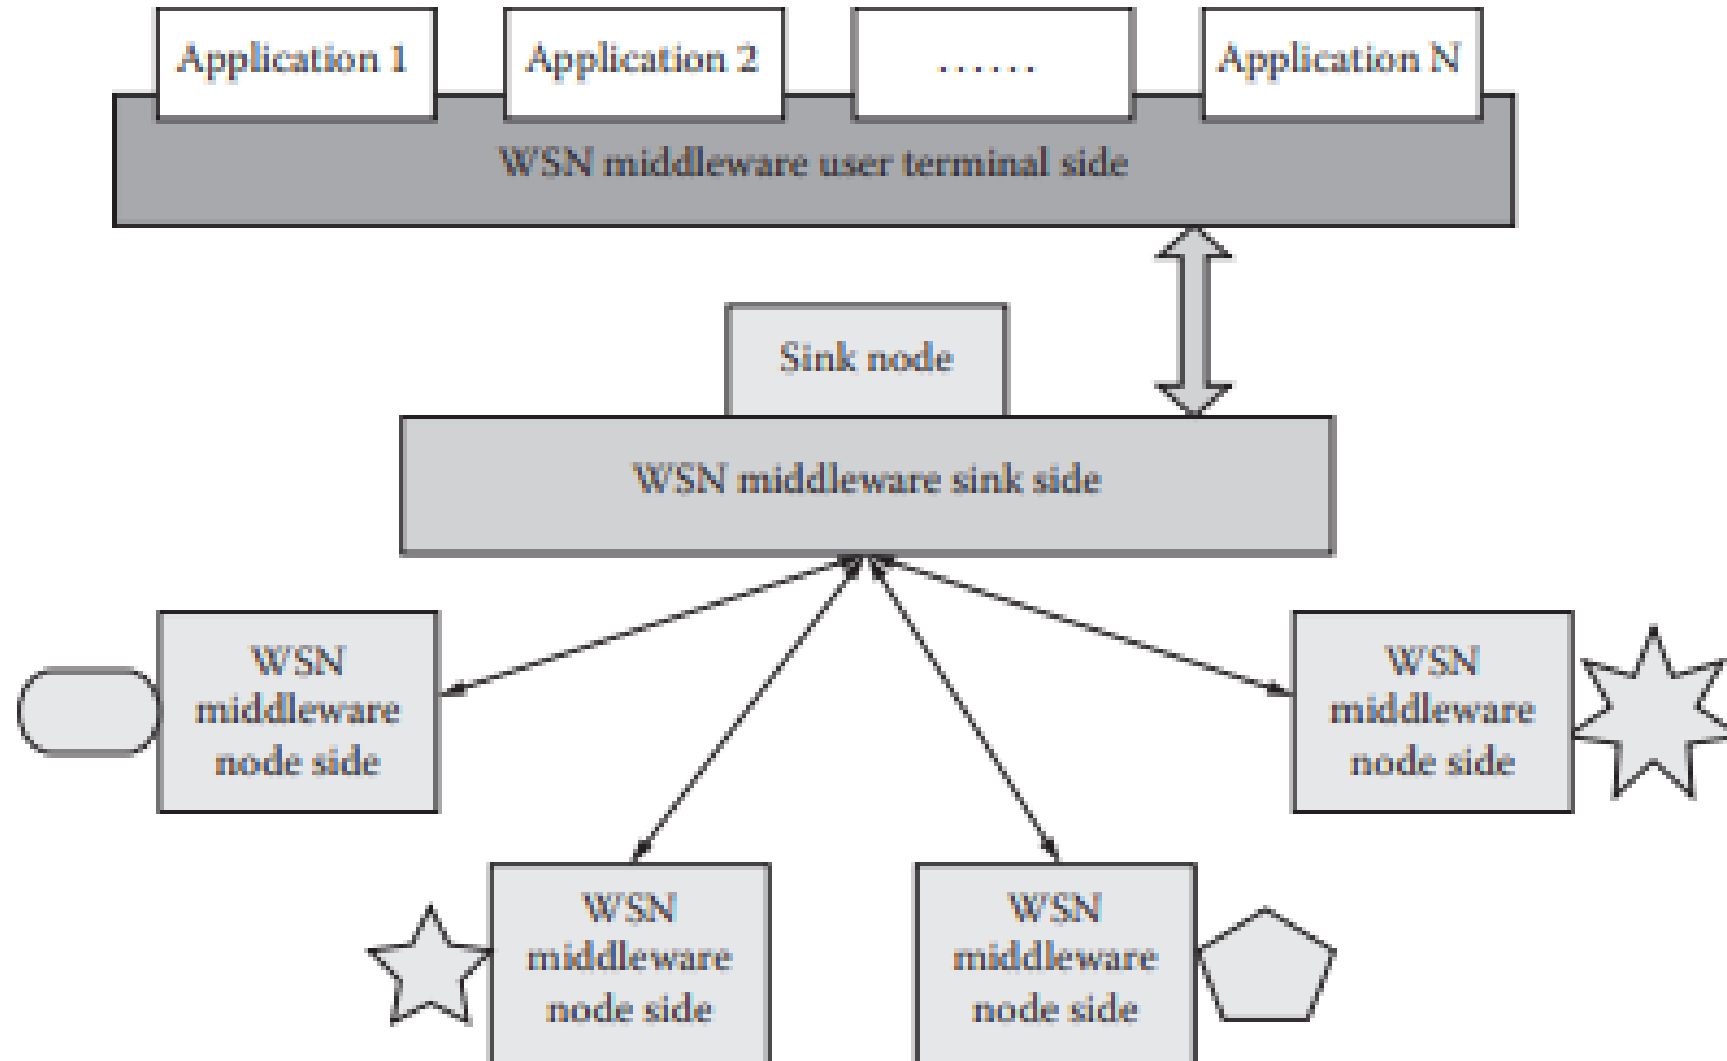 Application 1
Application 2
......
Application N
WSN middleware user terminal side
Sink node
WSN middleware sink side
WSN
middleware
node side
WSN
middleware
node side
WSN
middleware
node side
WSN
middleware
node side